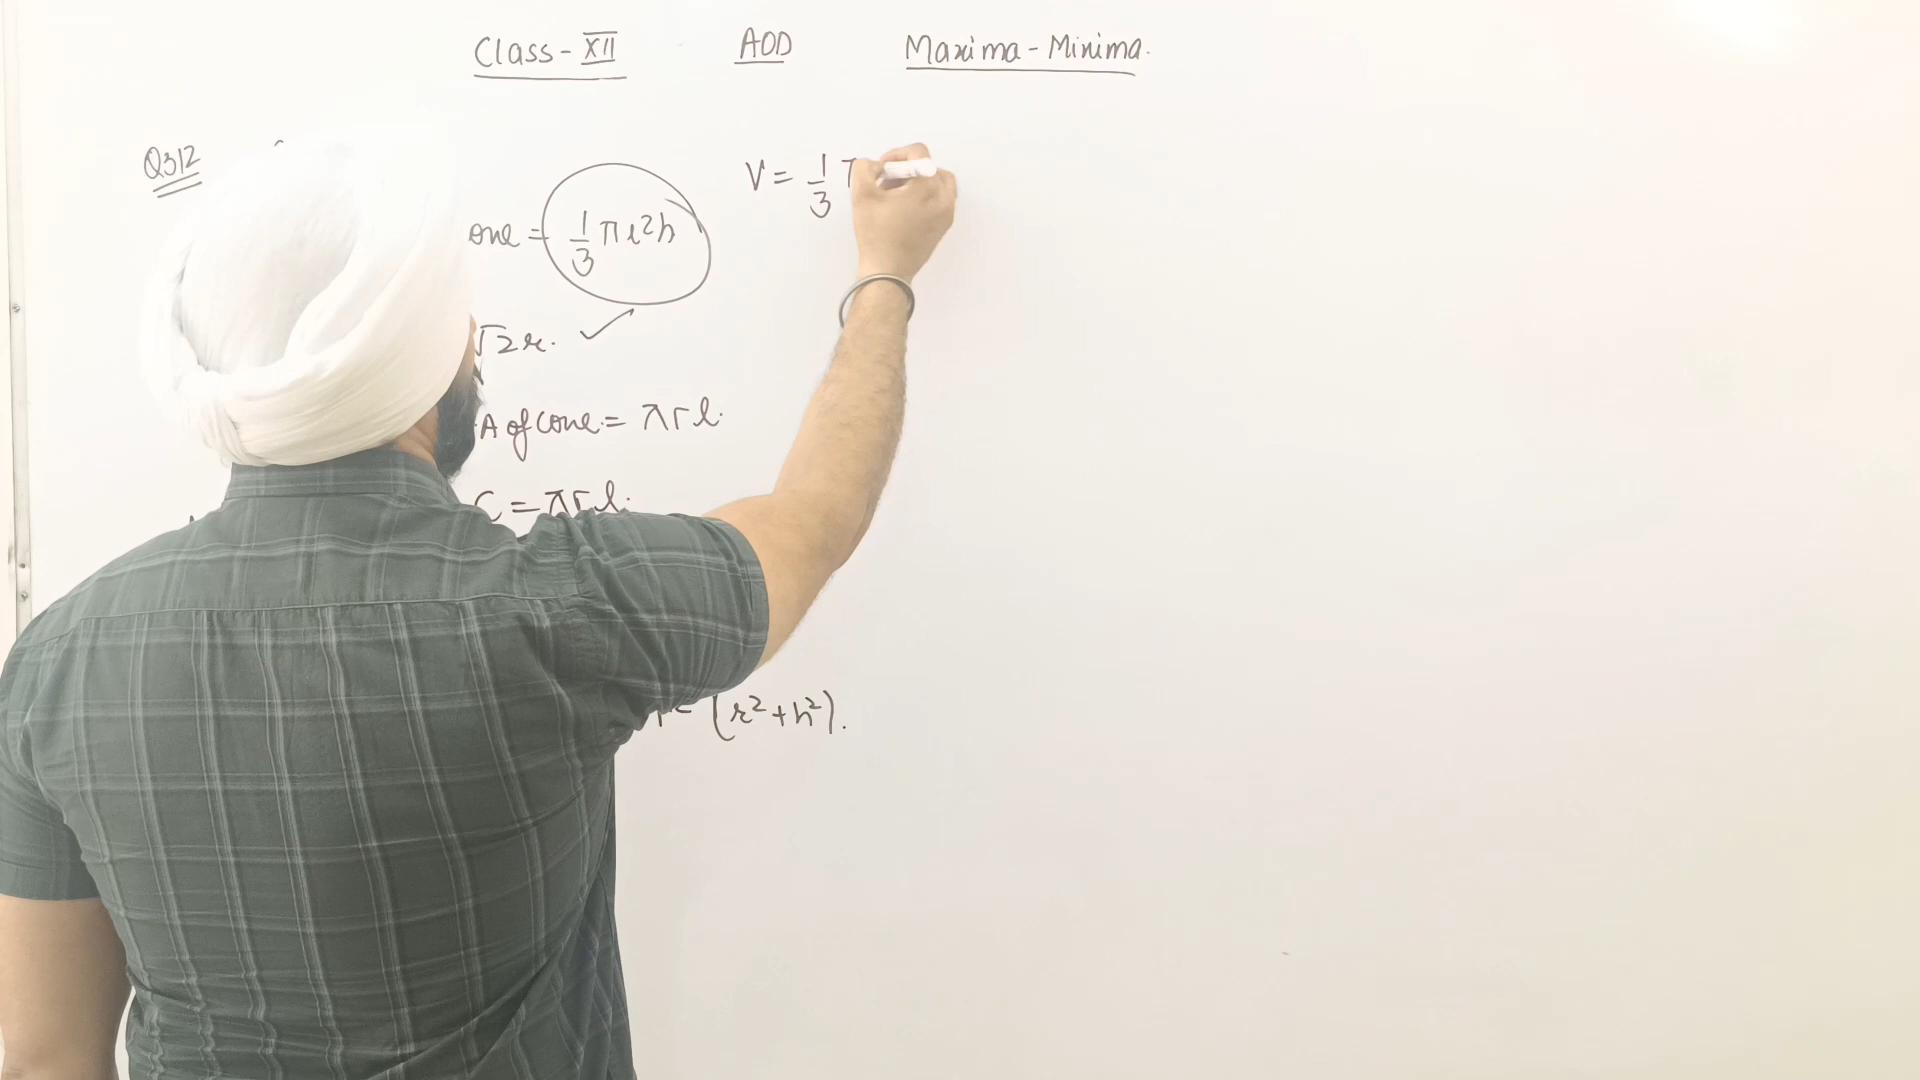 Class - XII AOD Maxima - Minima.
Q312
one = 1/3 πr²h
V = 1/3
√2r. ✓
A of cone = πrl.
C = πrl.
(r² + h²).